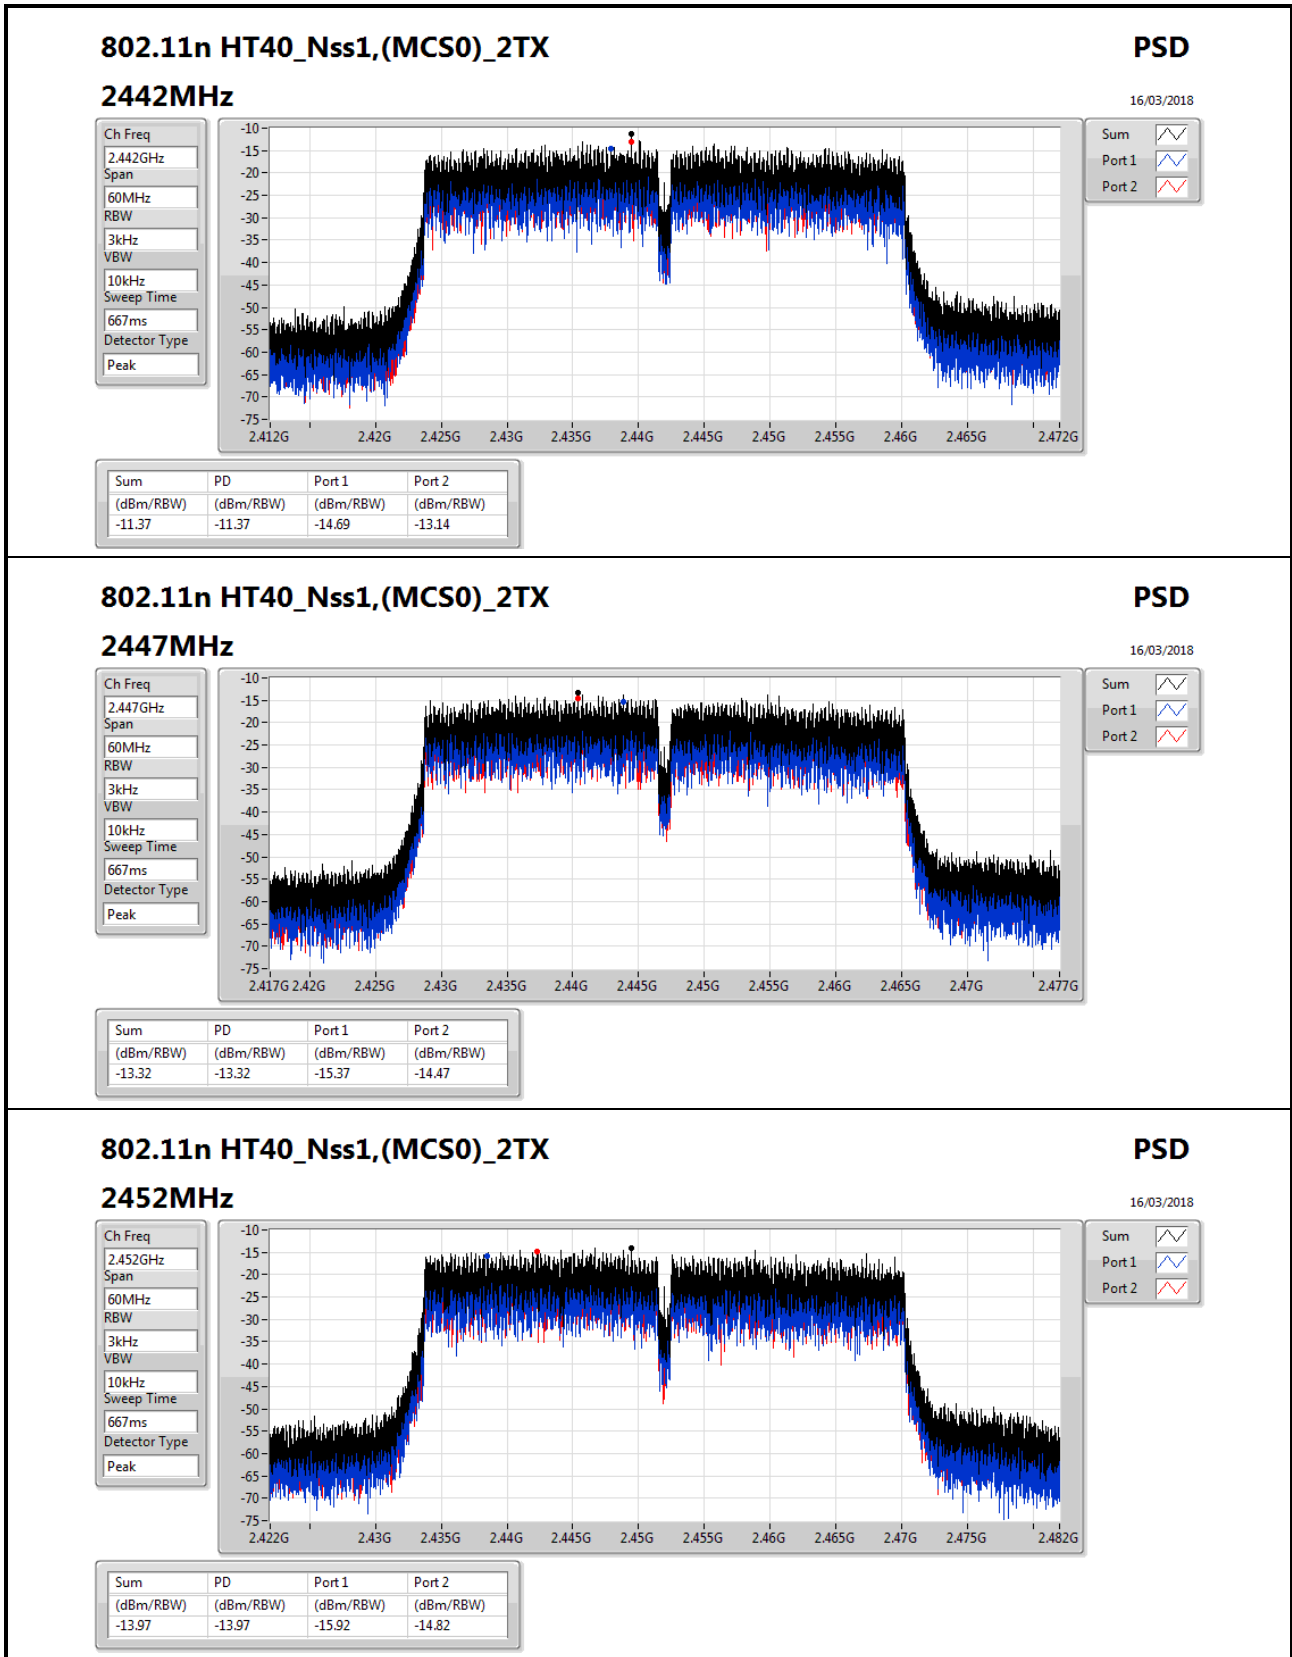 802.11n HT40_Nss1,(MCS0)_2TX PSD
2442MHz 16/03/2018
Ch Freq
2.442GHz
Span
60MHz
RBW
3kHz
VBW
10kHz
Sweep Time
667ms
Detector Type
Peak
-10
-15
-20
-25
-30
-35
-40
-45
-50
-55
-60
-65
-70
-75
2.412G 2.42G 2.425G 2.43G 2.435G 2.44G 2.445G 2.45G 2.455G 2.46G 2.465G 2.472G
Sum
Port 1
Port 2
Sum PD Port 1 Port 2
(dBm/RBW) (dBm/RBW) (dBm/RBW) (dBm/RBW)
-11.37 -11.37 -14.69 -13.14
802.11n HT40_Nss1,(MCS0)_2TX PSD
2447MHz 16/03/2018
Ch Freq
2.447GHz
Span
60MHz
RBW
3kHz
VBW
10kHz
Sweep Time
667ms
Detector Type
Peak
-10
-15
-20
-25
-30
-35
-40
-45
-50
-55
-60
-65
-70
-75
2.417G 2.42G 2.425G 2.43G 2.435G 2.44G 2.445G 2.45G 2.455G 2.46G 2.465G 2.47G 2.477G
Sum
Port 1
Port 2
Sum PD Port 1 Port 2
(dBm/RBW) (dBm/RBW) (dBm/RBW) (dBm/RBW)
-13.32 -13.32 -15.37 -14.47
802.11n HT40_Nss1,(MCS0)_2TX PSD
2452MHz 16/03/2018
Ch Freq
2.452GHz
Span
60MHz
RBW
3kHz
VBW
10kHz
Sweep Time
667ms
Detector Type
Peak
-10
-15
-20
-25
-30
-35
-40
-45
-50
-55
-60
-65
-70
-75
2.422G 2.43G 2.435G 2.44G 2.445G 2.45G 2.455G 2.46G 2.465G 2.47G 2.475G 2.482G
Sum
Port 1
Port 2
Sum PD Port 1 Port 2
(dBm/RBW) (dBm/RBW) (dBm/RBW) (dBm/RBW)
-13.97 -13.97 -15.92 -14.82